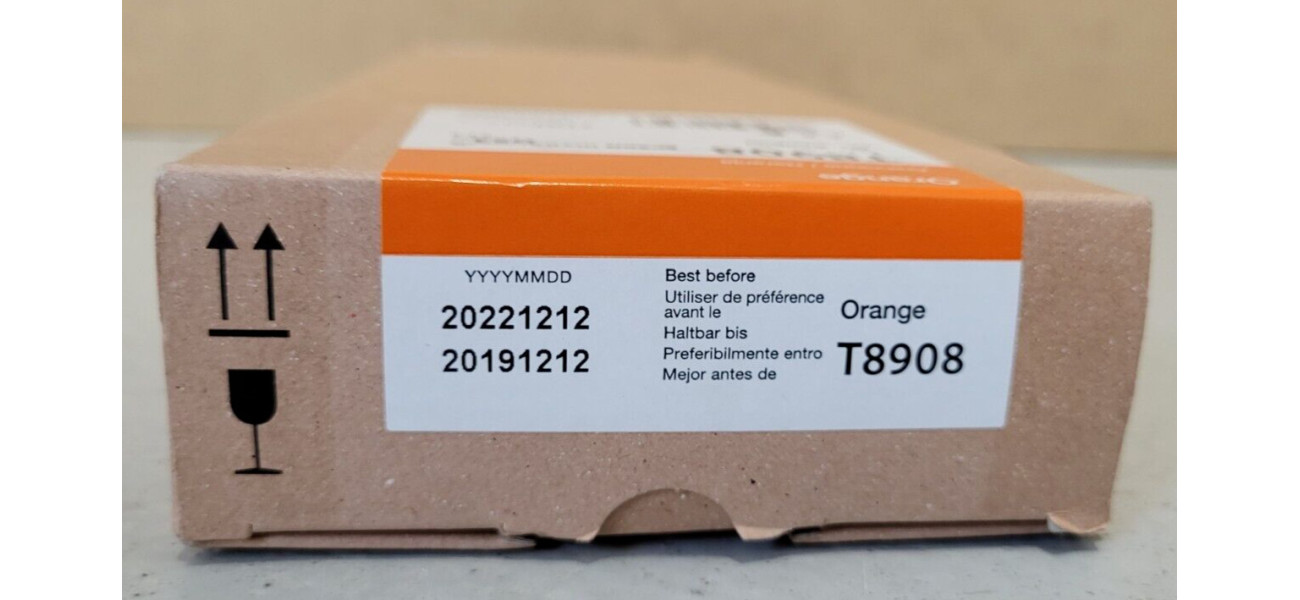 Orange
YYYYMMDD
20221212
20191212
Best before
Utiliser de préférence
avant le
Haltbar bis
Preferibilmente entro
Mejor antes de
Orange
T8908